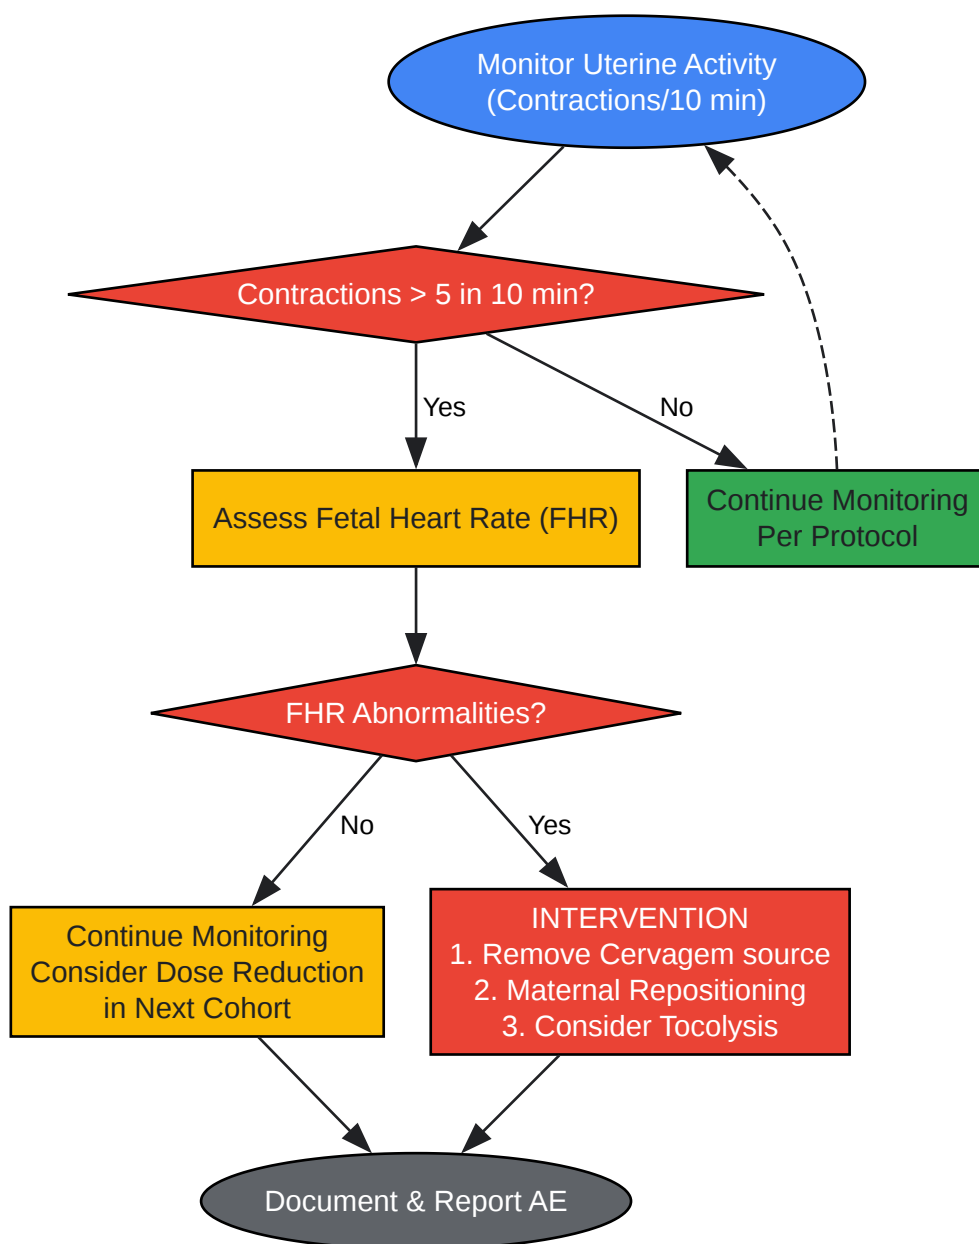 Monitor Uterine Activity
(Contractions/10 min)
Contractions > 5 in 10 min?
Yes
No
Assess Fetal Heart Rate (FHR)
Continue Monitoring
Per Protocol
FHR Abnormalities?
No
Yes
Continue Monitoring
Consider Dose Reduction
in Next Cohort
INTERVENTION
1. Remove Cervagem source
2. Maternal Repositioning
3. Consider Tocolysis
Document & Report AE